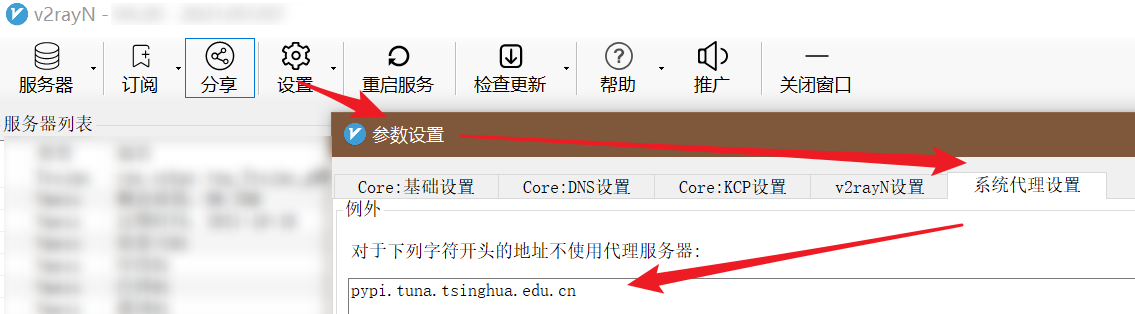 v2rayN -
服务器
订阅
分享
设置
重启服务
检查更新
帮助
推广
关闭窗口
服务器列表
参数设置
Core:基础设置
Core:DNS设置
Core:KCP设置
v2rayN设置
系统代理设置
例外
对于下列字符开头的地址不使用代理服务器:
pypi.tuna.tsinghua.edu.cn